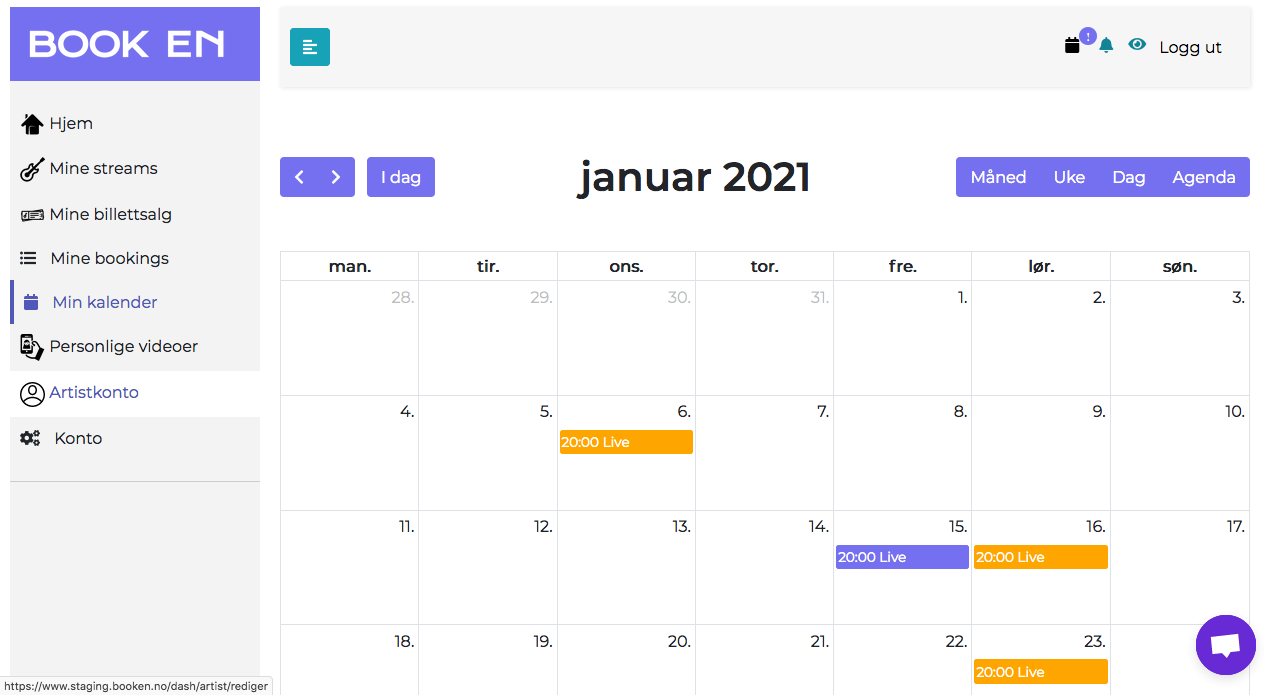 BOOK EN
!
Logg ut
Hjem
Mine streams
Mine billettsalg
Mine bookings
Min kalender
Personlige videoer
Artistkonto
Konto
I dag
januar 2021
Måned Uke Dag Agenda
man. tir. ons. tor. fre. lør. søn.
28. 29. 30. 31. 1. 2. 3.
4. 5. 6. 7. 8. 9. 10.
20:00 Live
11. 12. 13. 14. 15. 16. 17.
20:00 Live 20:00 Live
18. 19. 20. 21. 22. 23.
20:00 Live
https://www.staging.booken.no/dash/artist/rediger